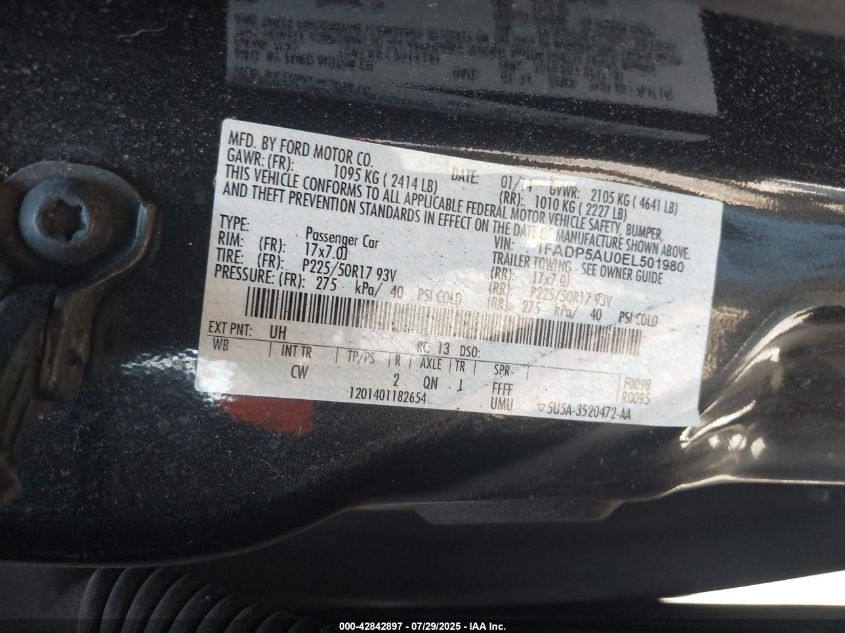 MFD. BY FORD MOTOR CO.
DATE: 01/14 GVWR: 2105 KG ( 4641 LB)
GAWR: (FR): 1095 KG ( 2414 LB) (RR): 1010 KG ( 2227 LB)
THIS VEHICLE CONFORMS TO ALL APPLICABLE FEDERAL MOTOR VEHICLE SAFETY, BUMPER,
AND THEFT PREVENTION STANDARDS IN EFFECT ON THE DATE OF MANUFACTURE SHOWN ABOVE.
VIN: 1FADP5AU0EL501980
TYPE: Passenger Car TRAILER TOWING - SEE OWNER GUIDE
RIM: (FR): 17x7.0J (RR): 17x7.0J
TIRE: (FR): P225/50R17 93V (RR): P225/50R17 93V
PRESSURE: (FR): 275 kPa/ 40 PSI COLD (RR): 275 kPa/ 40 PSI COLD
EXT PNT: UH RC: 13 DSO:
WB INT TR TP/PS R AXLE TR SPR
CW 2 QN J FFFF F0098
1201401182654 UMU R0095
5U5A-3520472-AA
000-42842897 - 07/29/2025 - IAA Inc.